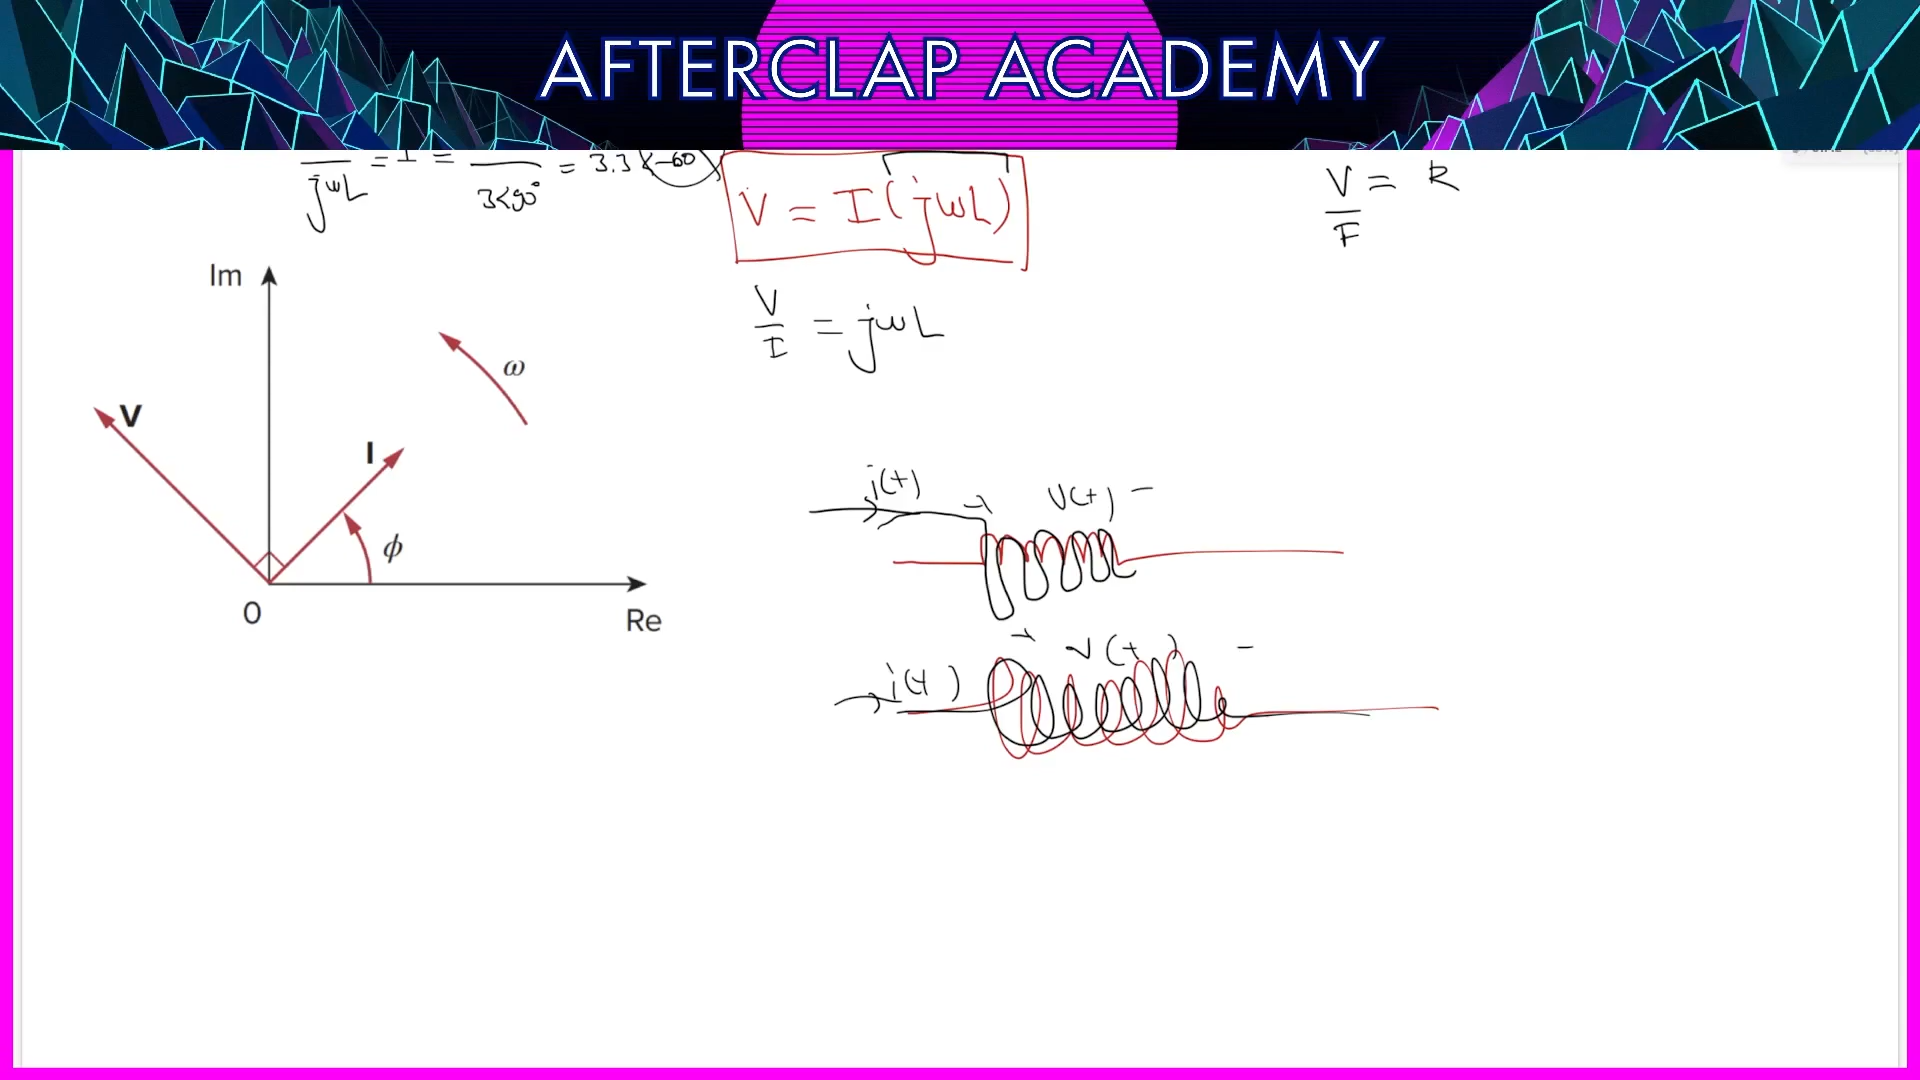 AFTERCLAP ACADEMY
jωL = I = 3<90° = 3.3<-60
V = I(jωL)
V/I = jωL
V/I = R
Im
ω
V
I
ϕ
0
Re
i(t) + V(t) -
+ V(t) -
i(t)